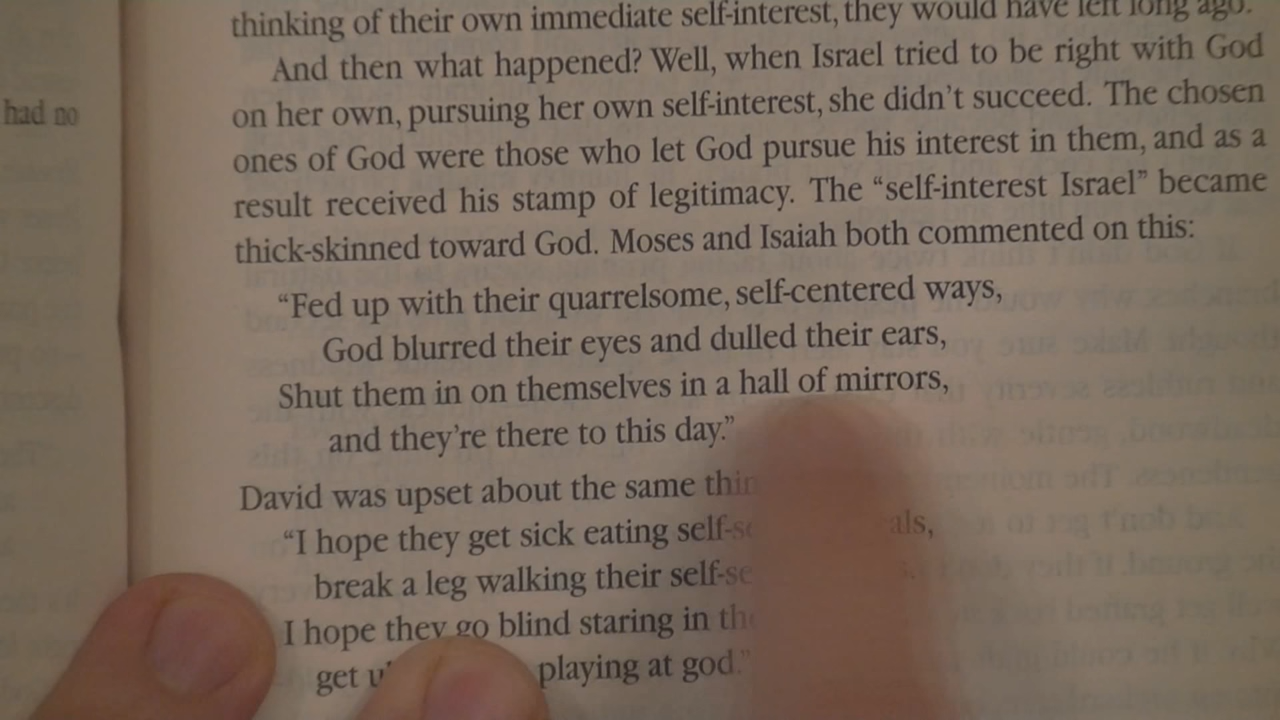 had no
thinking of their own immediate self-interest, they would have left long ago.
And then what happened? Well, when Israel tried to be right with God
on her own, pursuing her own self-interest, she didn't succeed. The chosen
ones of God were those who let God pursue his interest in them, and as a
result received his stamp of legitimacy. The “self-interest Israel” became
thick-skinned toward God. Moses and Isaiah both commented on this:
“Fed up with their quarrelsome, self-centered ways,
God blurred their eyes and dulled their ears,
Shut them in on themselves in a hall of mirrors,
and they're there to this day.”
David was upset about the same
“I hope they get sick eating
break a leg walking their
I hope they go blind staring in
get playing at god.”